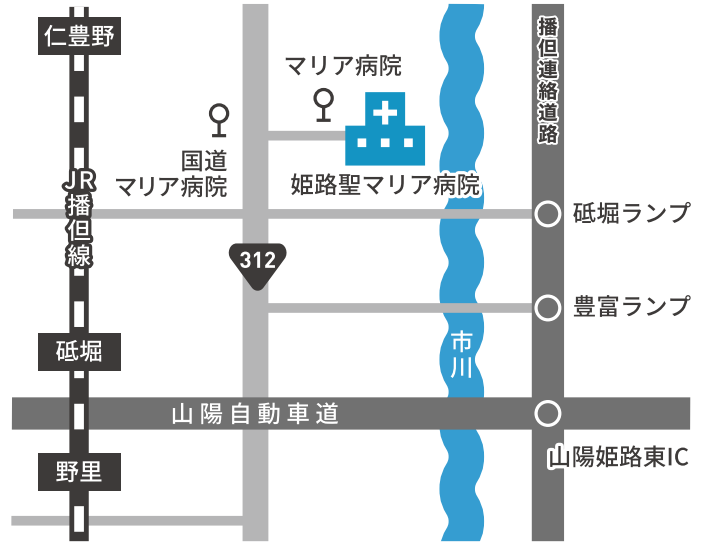 仁豊野
播但連絡道路
マリア病院
国道
マリア病院
姫路聖マリア病院
JR播但線
砥堀ランプ
312
豊富ランプ
市川
砥堀
山陽自動車道
山陽姫路東IC
野里